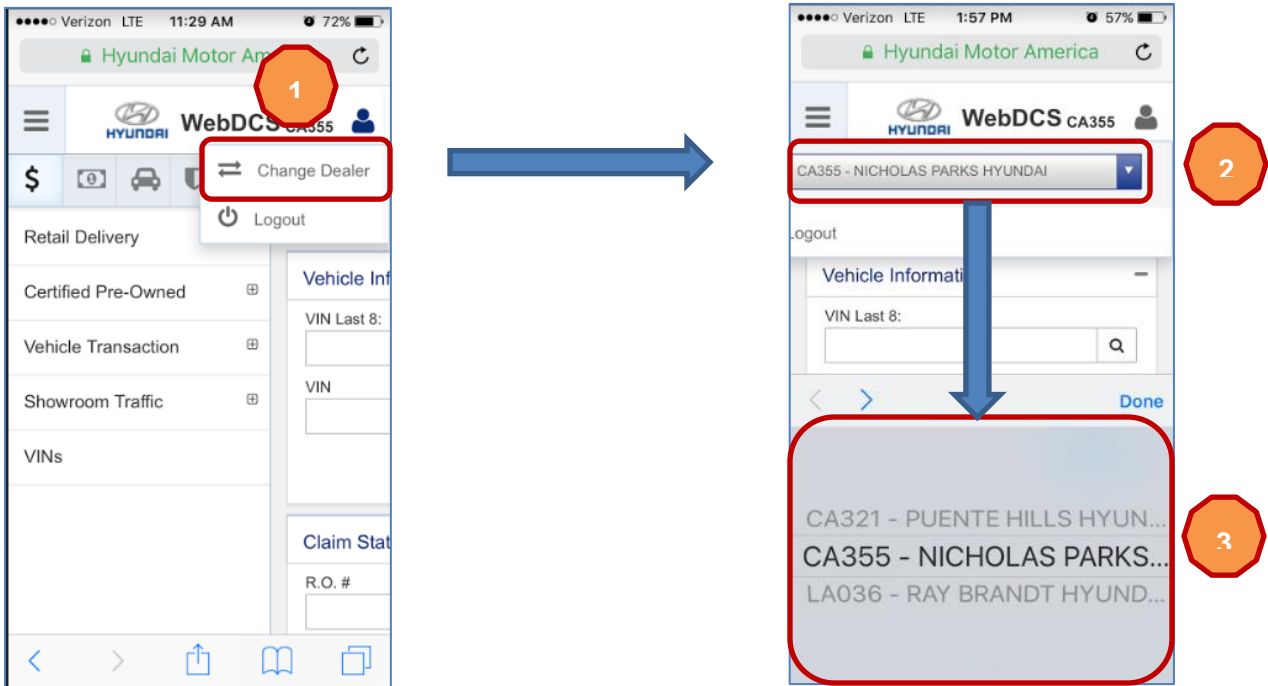 Verizon LTE 11:29 AM 72%
Hyundai Motor Am
1
HYUNDAI WebDCS CA355
$
Change Dealer
Logout
Retail Delivery
Certified Pre-Owned
Vehicle Transaction
Showroom Traffic
VINs
Vehicle Inf
VIN Last 8:
VIN
Claim Stat
R.O. #
Verizon LTE 1:57 PM 57%
Hyundai Motor America
HYUNDAI WebDCS CA355
CA355 - NICHOLAS PARKS HYUNDAI
2
Logout
Vehicle Informati
VIN Last 8:
Done
CA321 - PUENTE HILLS HYUN...
CA355 - NICHOLAS PARKS...
LA036 - RAY BRANDT HYUND...
3